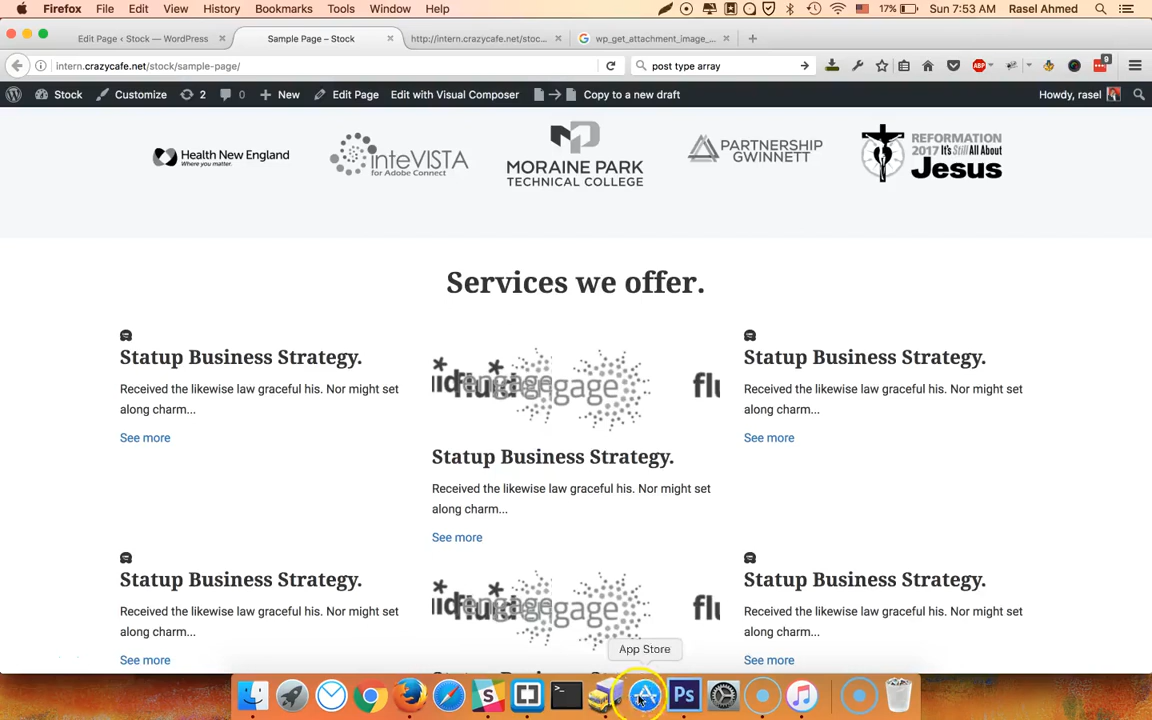 Firefox File Edit View History Bookmarks Tools Window Help 17% Sun 7:53 AM Rasel Ahmed
Edit Page ‹ Stock — WordPress Sample Page – Stock http://intern.crazycafe.net/stoc... wp_get_attachment_image_...
intern.crazycafe.net/stock/sample-page/ post type array ABP 9
Stock Customize 2 0 New Edit Page Edit with Visual Composer Copy to a new draft Howdy, rasel
Health New England
Where you matter.
inteVISTA
for Adobe Connect
MORAINE PARK
TECHNICAL COLLEGE
PARTNERSHIP
GWINNETT
REFORMATION
2017 It's Still All About
Jesus
Services we offer.
Statup Business Strategy.
Received the likewise law graceful his. Nor might set
along charm...
See more
Statup Business Strategy.
Received the likewise law graceful his. Nor might set
along charm...
See more
Statup Business Strategy.
Received the likewise law graceful his. Nor might set
along charm...
See more
Statup Business Strategy.
Received the likewise law graceful his. Nor might set
along charm...
See more
Statup Business Strategy.
Received the likewise law graceful his. Nor might set
along charm...
See more
App Store
Ps